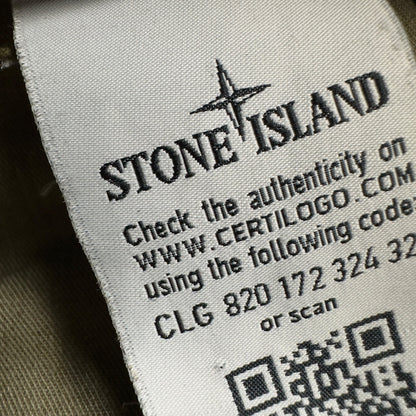 STONE ISLAND
Check the authenticity on
WWW.CERTILOGO.COM
using the following code:
CLG 820 172 324 32
or scan